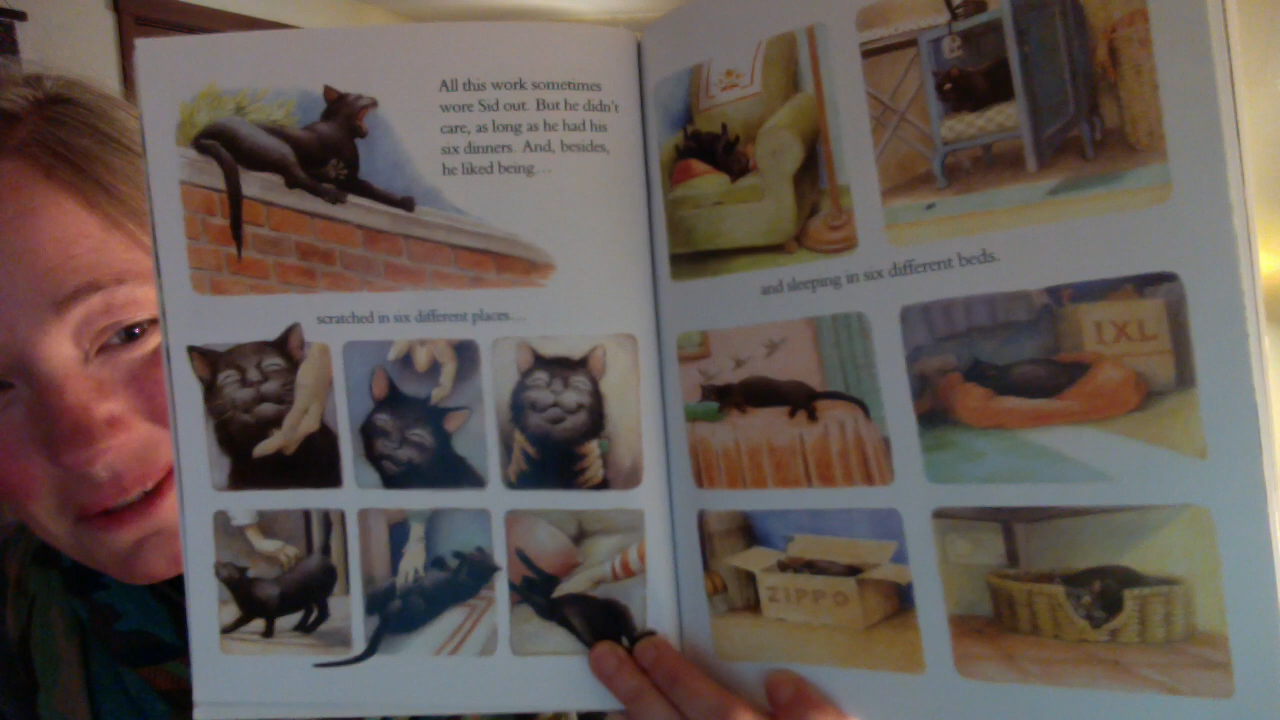 All this work sometimes
wore Sid out. But he didn't
care, as long as he had his
six dinners. And, besides,
he liked being...
scratched in six different places...
and sleeping in six different beds.
IXL
ZIPPO